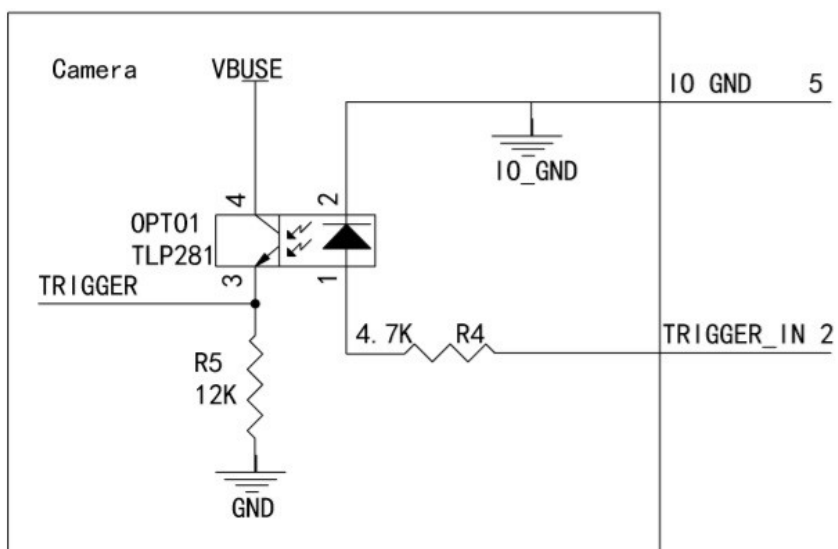 Camera
VBUSE
IO GND 5
IO_GND
4
2
OPTO1
TLP281
3
1
TRIGGER
4.7K R4
TRIGGER_IN 2
R5
12K
GND